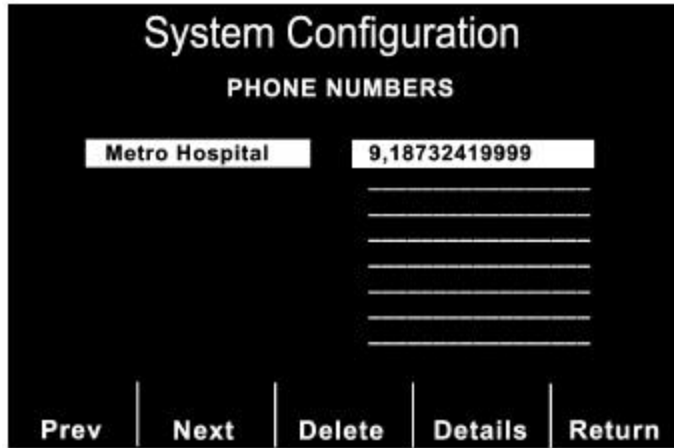 System Configuration
PHONE NUMBERS
Metro Hospital 9,18732419999
Prev Next Delete Details Return